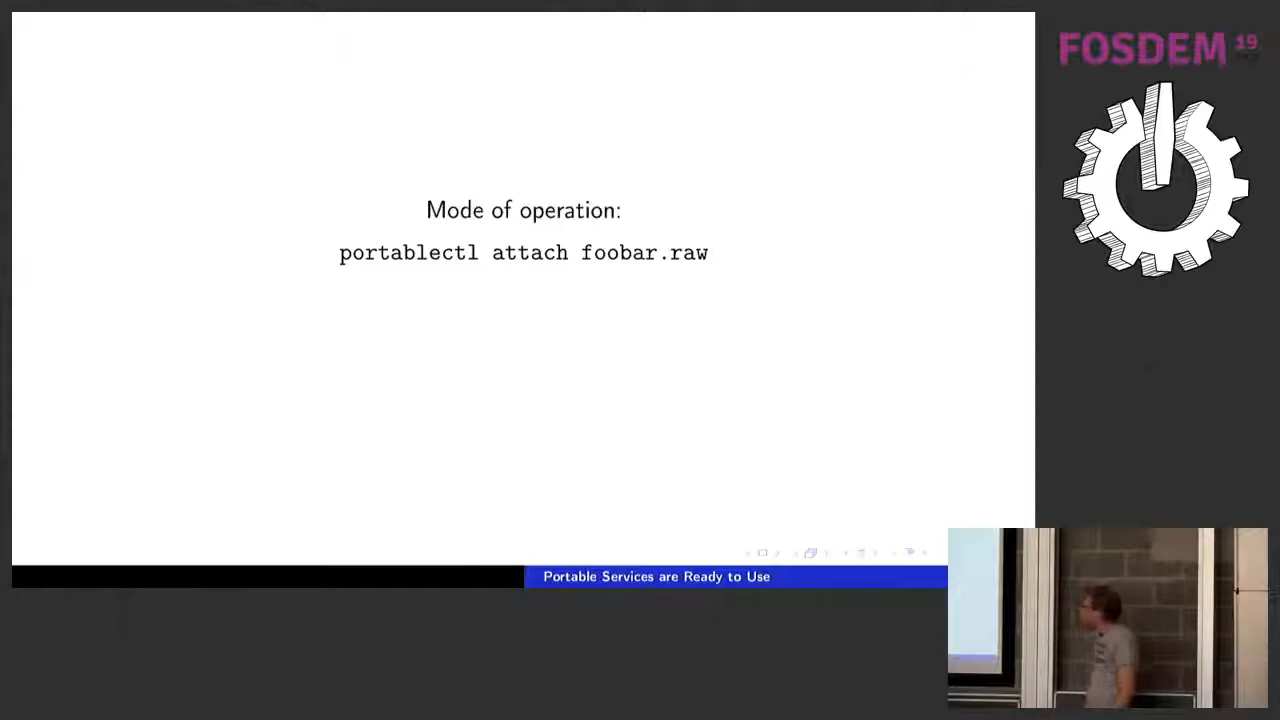 FOSDEM 19
Mode of operation:
portablectl attach foobar.raw
Portable Services are Ready to Use